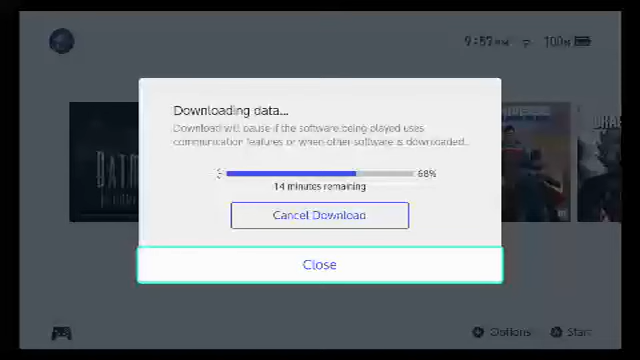 100%
Downloading data...
Download will pause if the software being played uses
communication features or when other software is downloaded.
68%
14 minutes remaining
Cancel Download
Close
Options
Start